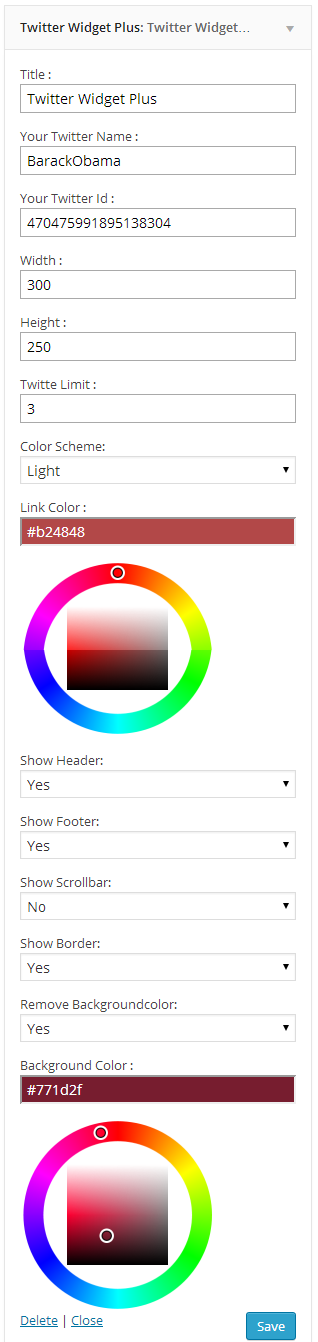 Twitter Widget Plus: Twitter Widget...
Title :
Twitter Widget Plus
Your Twitter Name :
BarackObama
Your Twitter Id :
470475991895138304
Width :
300
Height :
250
Twitte Limit :
3
Color Scheme:
Light
Link Color :
#b24848
Show Header:
Yes
Show Footer:
Yes
Show Scrollbar:
No
Show Border:
Yes
Remove Backgroundcolor:
Yes
Background Color :
#771d2f
Delete | Close Save